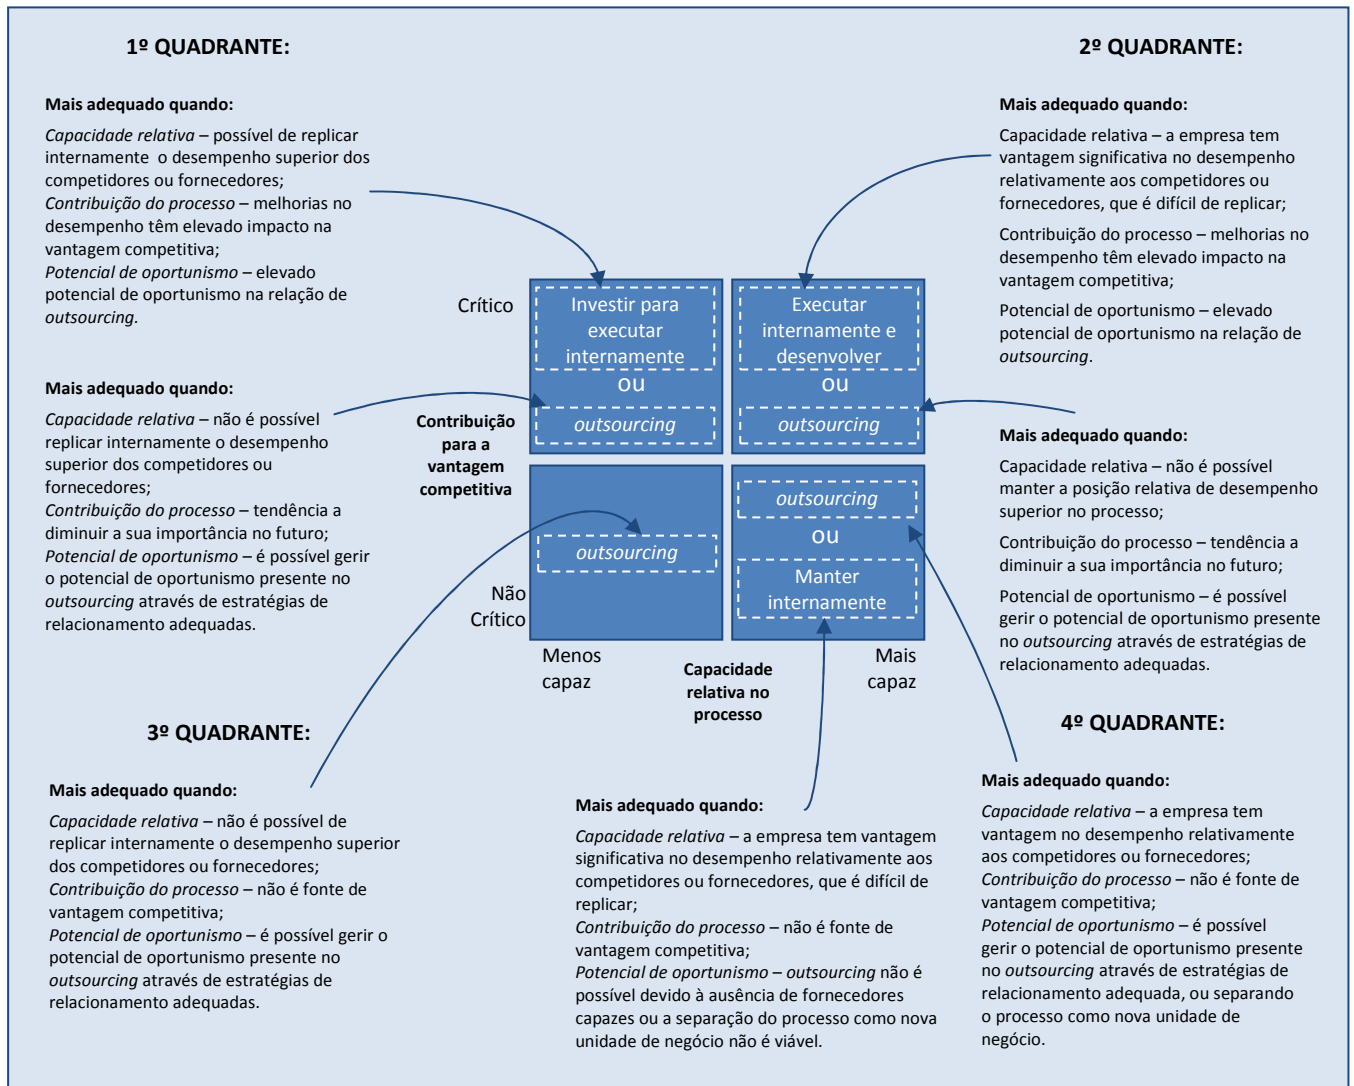 1º QUADRANTE:
Mais adequado quando:
Capacidade relativa – possível de replicar
internamente o desempenho superior dos
competidores ou fornecedores;
Contribuição do processo – melhorias no
desempenho têm elevado impacto na
vantagem competitiva;
Potencial de oportunismo – elevado
potencial de oportunismo na relação de
outsourcing.
Mais adequado quando:
Capacidade relativa – não é possível
replicar internamente o desempenho
superior dos competidores ou
fornecedores;
Contribuição do processo – tendência a
diminuir a sua importância no futuro;
Potencial de oportunismo – é possível gerir
o potencial de oportunismo presente no
outsourcing através de estratégias de
relacionamento adequadas.
2º QUADRANTE:
Mais adequado quando:
Capacidade relativa – a empresa tem
vantagem significativa no desempenho
relativamente aos competidores ou
fornecedores, que é difícil de replicar;
Contribuição do processo – melhorias no
desempenho têm elevado impacto na
vantagem competitiva;
Potencial de oportunismo – elevado
potencial de oportunismo na relação de
outsourcing.
Mais adequado quando:
Capacidade relativa – não é possível
manter a posição relativa de desempenho
superior no processo;
Contribuição do processo – tendência a
diminuir a sua importância no futuro;
Potencial de oportunismo – é possível
gerir o potencial de oportunismo presente
no outsourcing através de estratégias de
relacionamento adequadas.
Crítico
Contribuição
para a
vantagem
competitiva
Não
Crítico
Investir para
executar
internamente
ou
outsourcing
Executar
internamente e
desenvolver
ou
outsourcing
outsourcing
outsourcing
ou
Manter
internamente
Menos
capaz
Capacidade
relativa no
processo
Mais
capaz
3º QUADRANTE:
Mais adequado quando:
Capacidade relativa – não é possível de
replicar internamente o desempenho superior
dos competidores ou fornecedores;
Contribuição do processo – não é fonte de
vantagem competitiva;
Potencial de oportunismo – é possível gerir o
potencial de oportunismo presente no
outsourcing através de estratégias de
relacionamento adequadas.
Mais adequado quando:
Capacidade relativa – a empresa tem vantagem
significativa no desempenho relativamente aos
competidores ou fornecedores, que é difícil de
replicar;
Contribuição do processo – não é fonte de
vantagem competitiva;
Potencial de oportunismo – outsourcing não é
possível devido à ausência de fornecedores
capazes ou a separação do processo como nova
unidade de negócio não é viável.
4º QUADRANTE:
Mais adequado quando:
Capacidade relativa – a empresa tem
vantagem no desempenho relativamente
aos competidores ou fornecedores;
Contribuição do processo – não é fonte de
vantagem competitiva;
Potencial de oportunismo – é possível
gerir o potencial de oportunismo presente
no outsourcing através de estratégias de
relacionamento adequada, ou separando
o processo como nova unidade de
negócio.